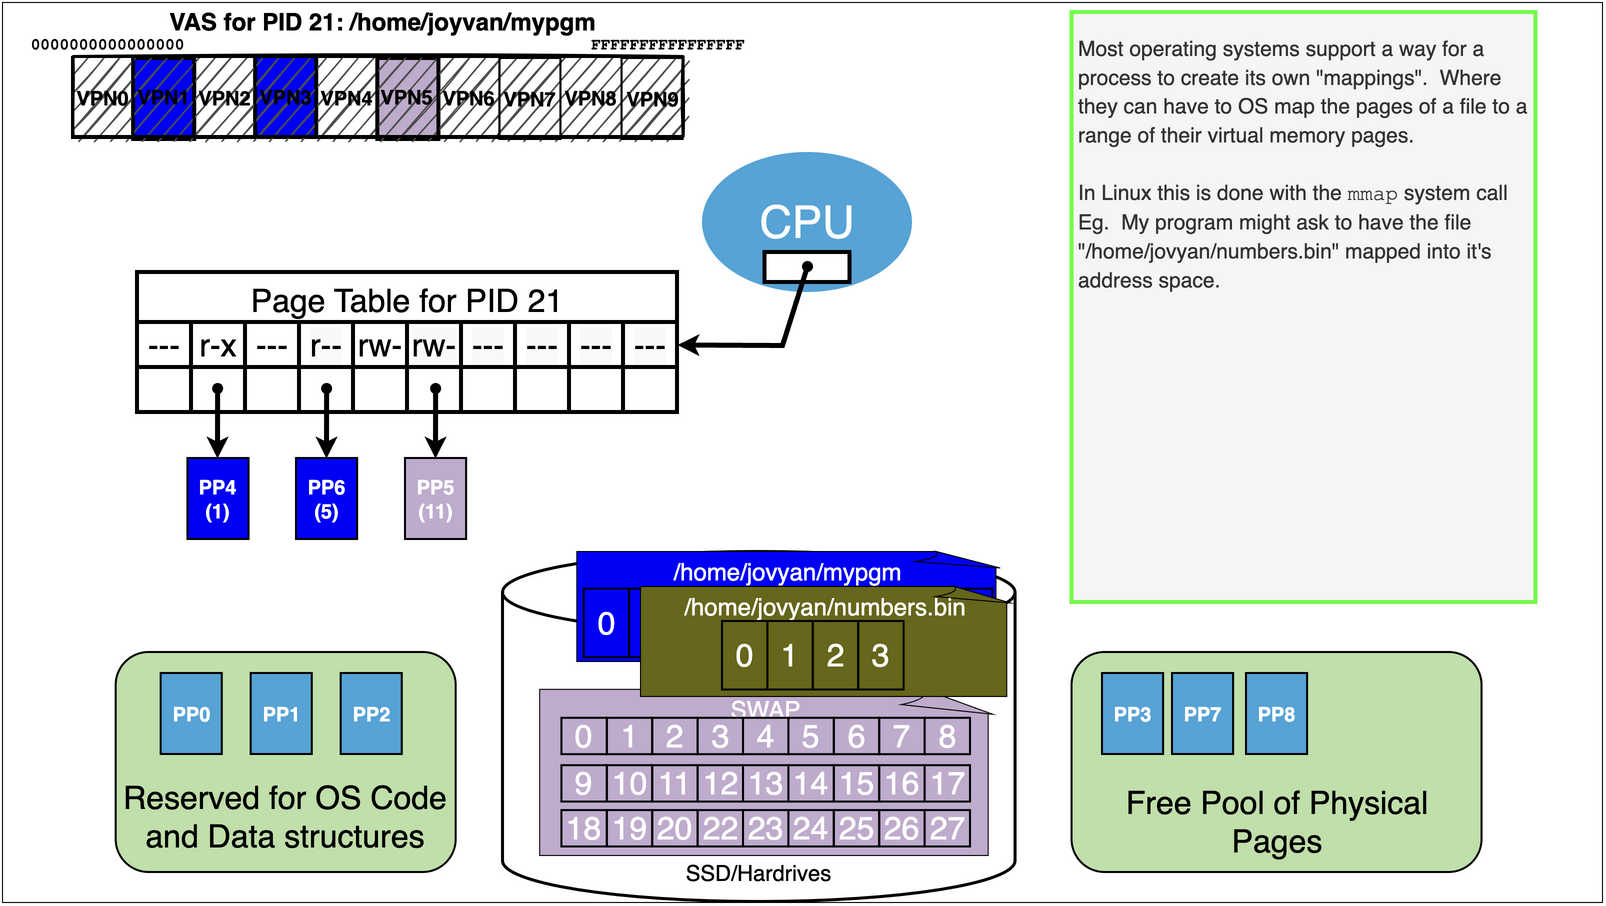 VAS for PID 21: /home/joyvan/mypgm
0000000000000000 FFFFFFFFFFFFFFFF
VPN0 VPN1 VPN2 VPN3 VPN4 VPN5 VPN6 VPN7 VPN8 VPN9
Most operating systems support a way for a
process to create its own "mappings".  Where
they can have to OS map the pages of a file to a
range of their virtual memory pages.
In Linux this is done with the mmap system call
Eg.  My program might ask to have the file
"/home/jovyan/numbers.bin" mapped into it's
address space.
CPU
Page Table for PID 21
--- r-x --- r-- rw- rw- --- --- --- ---
PP4 PP6 PP5
(1) (5) (11)
/home/jovyan/mypgm
0
/home/jovyan/numbers.bin
0 1 2 3
SWAP
0 1 2 3 4 5 6 7 8
9 10 11 12 13 14 15 16 17
18 19 20 22 23 24 25 26 27
SSD/Hardrives
PP0 PP1 PP2
Reserved for OS Code
and Data structures
PP3 PP7 PP8
Free Pool of Physical
Pages